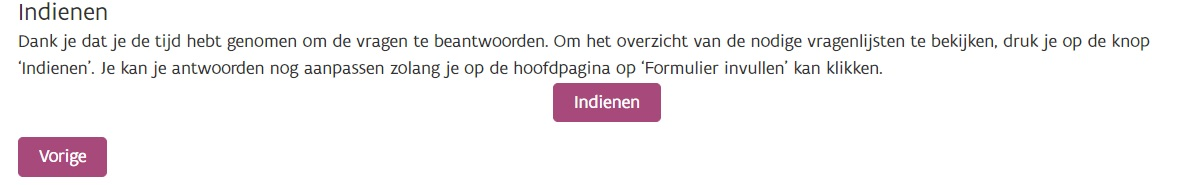 Indienen
Dank je dat je de tijd hebt genomen om de vragen te beantwoorden. Om het overzicht van de nodige vragenlijsten te bekijken, druk je op de knop
‘Indienen’. Je kan je antwoorden nog aanpassen zolang je op de hoofdpagina op ‘Formulier invullen’ kan klikken.
Indienen
Vorige